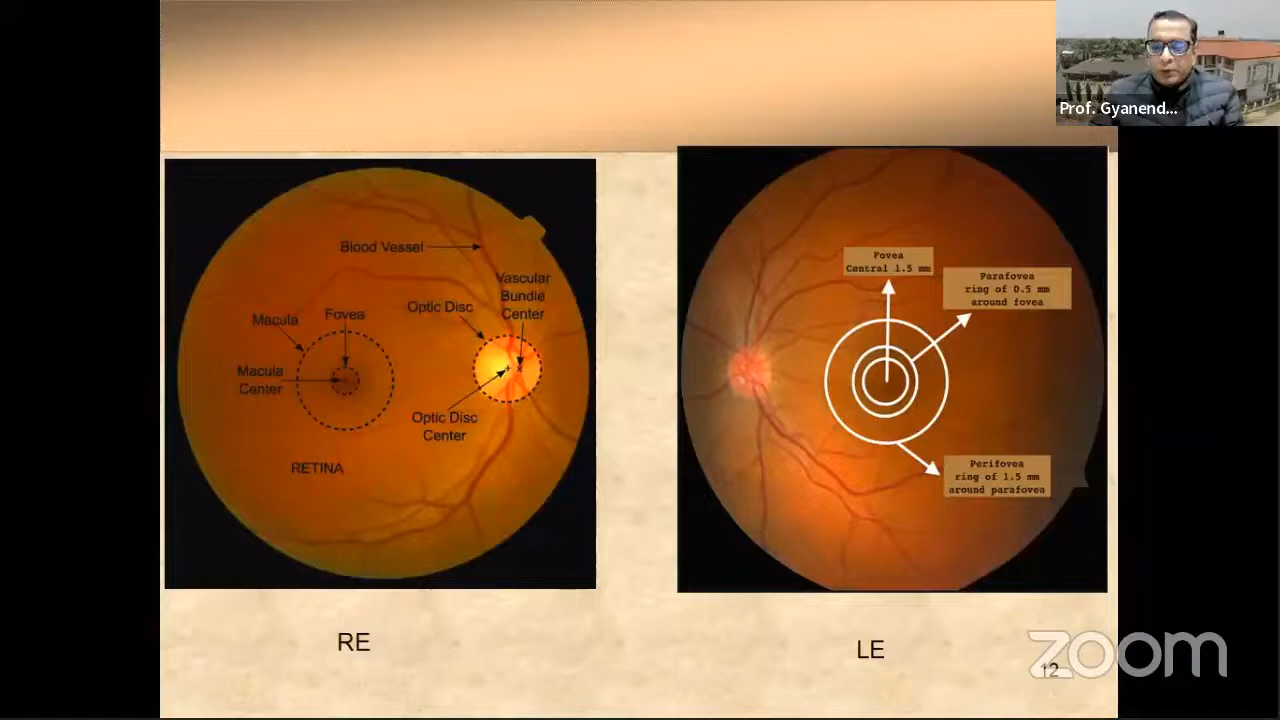 Prof. Gyanend...
Blood Vessel
Vascular
Bundle
Center
Optic Disc
Macula
Fovea
Macula
Center
Optic Disc
Center
RETINA
RE
Fovea
Central 1.5 mm
Parafovea
ring of 0.5 mm
around fovea
Perifovea
ring of 1.5 mm
around parafovea
LE
zoom
12